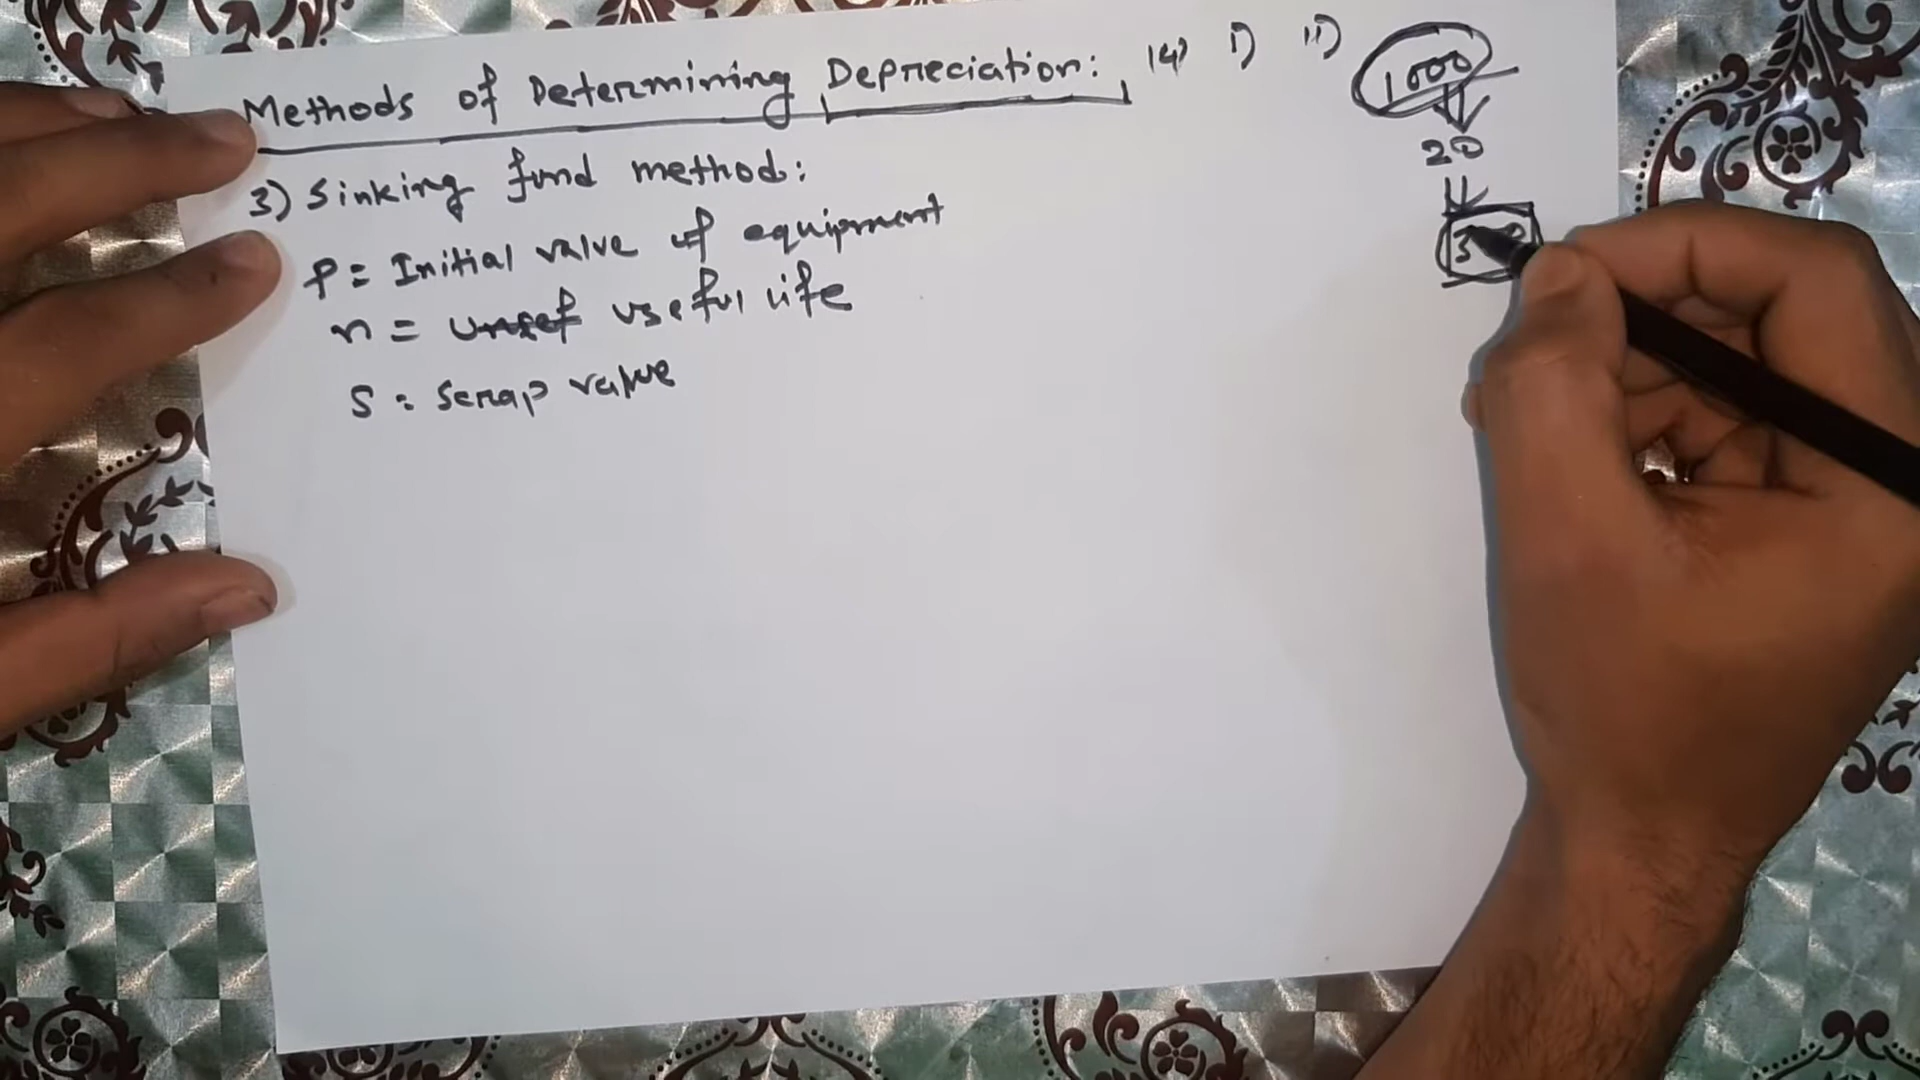 Methods of Determining Depreciation:
3) Sinking fund method:
P = Initial value of equipment
n = useful life
S = Scrap value
1000
20